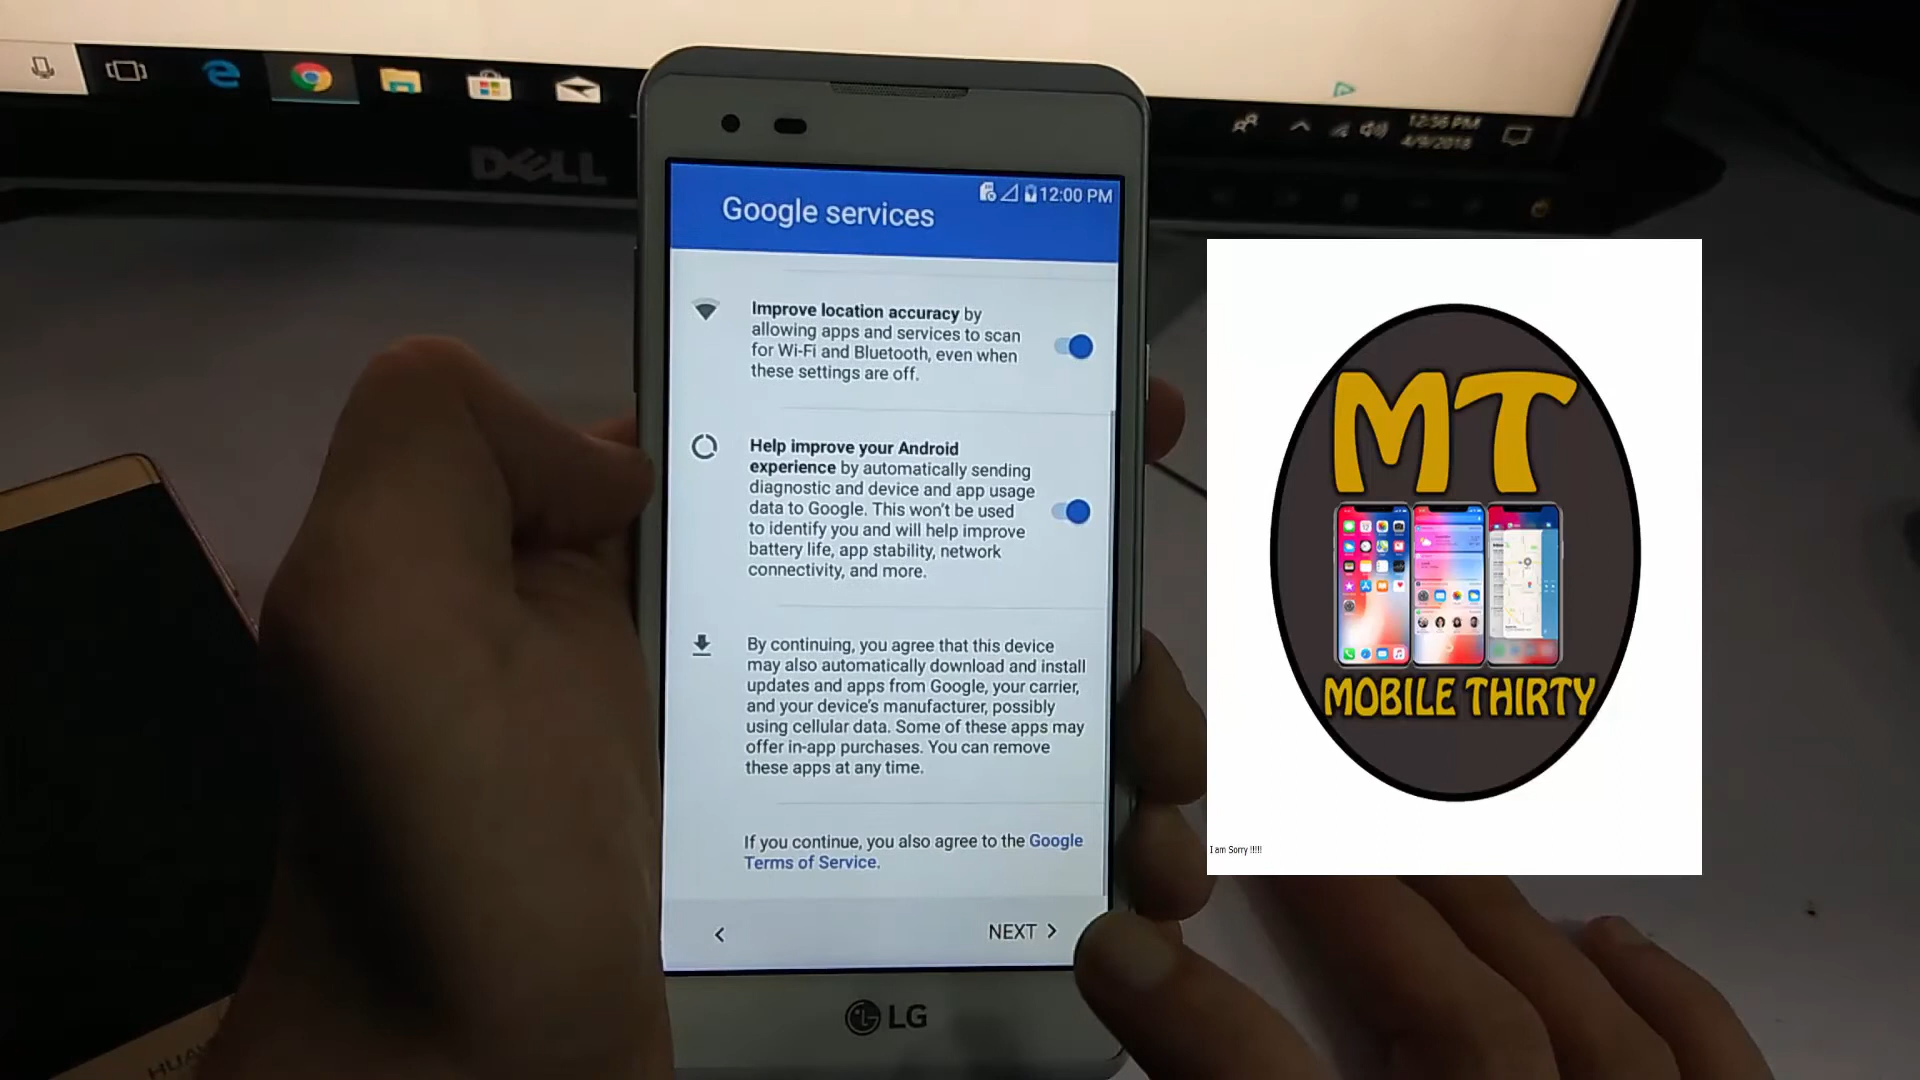 DELL
12:56 PM
4/9/2018
12:00 PM
Google services
Improve location accuracy by
allowing apps and services to scan
for Wi-Fi and Bluetooth, even when
these settings are off.
Help improve your Android
experience by automatically sending
diagnostic and device and app usage
data to Google. This won't be used
to identify you and will help improve
battery life, app stability, network
connectivity, and more.
By continuing, you agree that this device
may also automatically download and install
updates and apps from Google, your carrier,
and your device's manufacturer, possibly
using cellular data. Some of these apps may
offer in-app purchases. You can remove
these apps at any time.
If you continue, you also agree to the Google
Terms of Service.
NEXT
LG
MT
MOBILE THIRTY
I am Sorry !!!!!